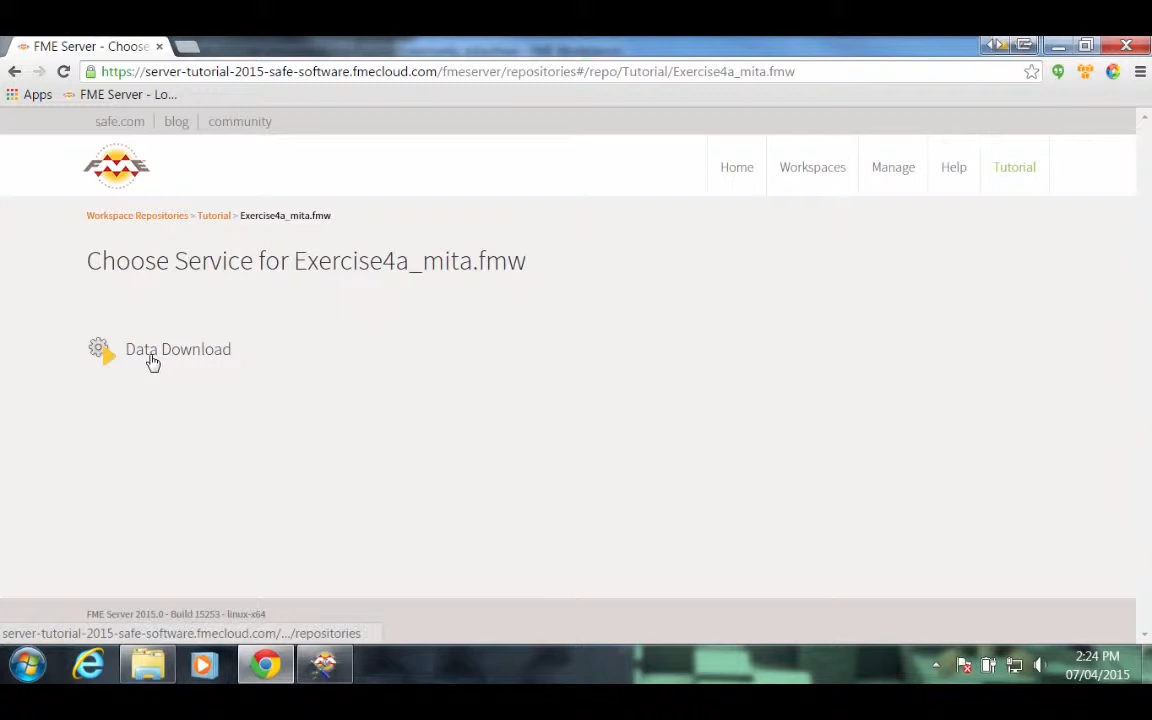 FME Server - Choose
https://server-tutorial-2015-safe-software.fmecloud.com/fmeserver/repositories#/repo/Tutorial/Exercise4a_mita.fmw
Apps FME Server - Lo...
safe.com blog community
FME
Home Workspaces Manage Help Tutorial
Workspace Repositories > Tutorial > Exercise4a_mita.fmw
Choose Service for Exercise4a_mita.fmw
Data Download
FME Server 2015.0 - Build 15253 - linux-x64
server-tutorial-2015-safe-software.fmecloud.com/.../repositories
2:24 PM
07/04/2015